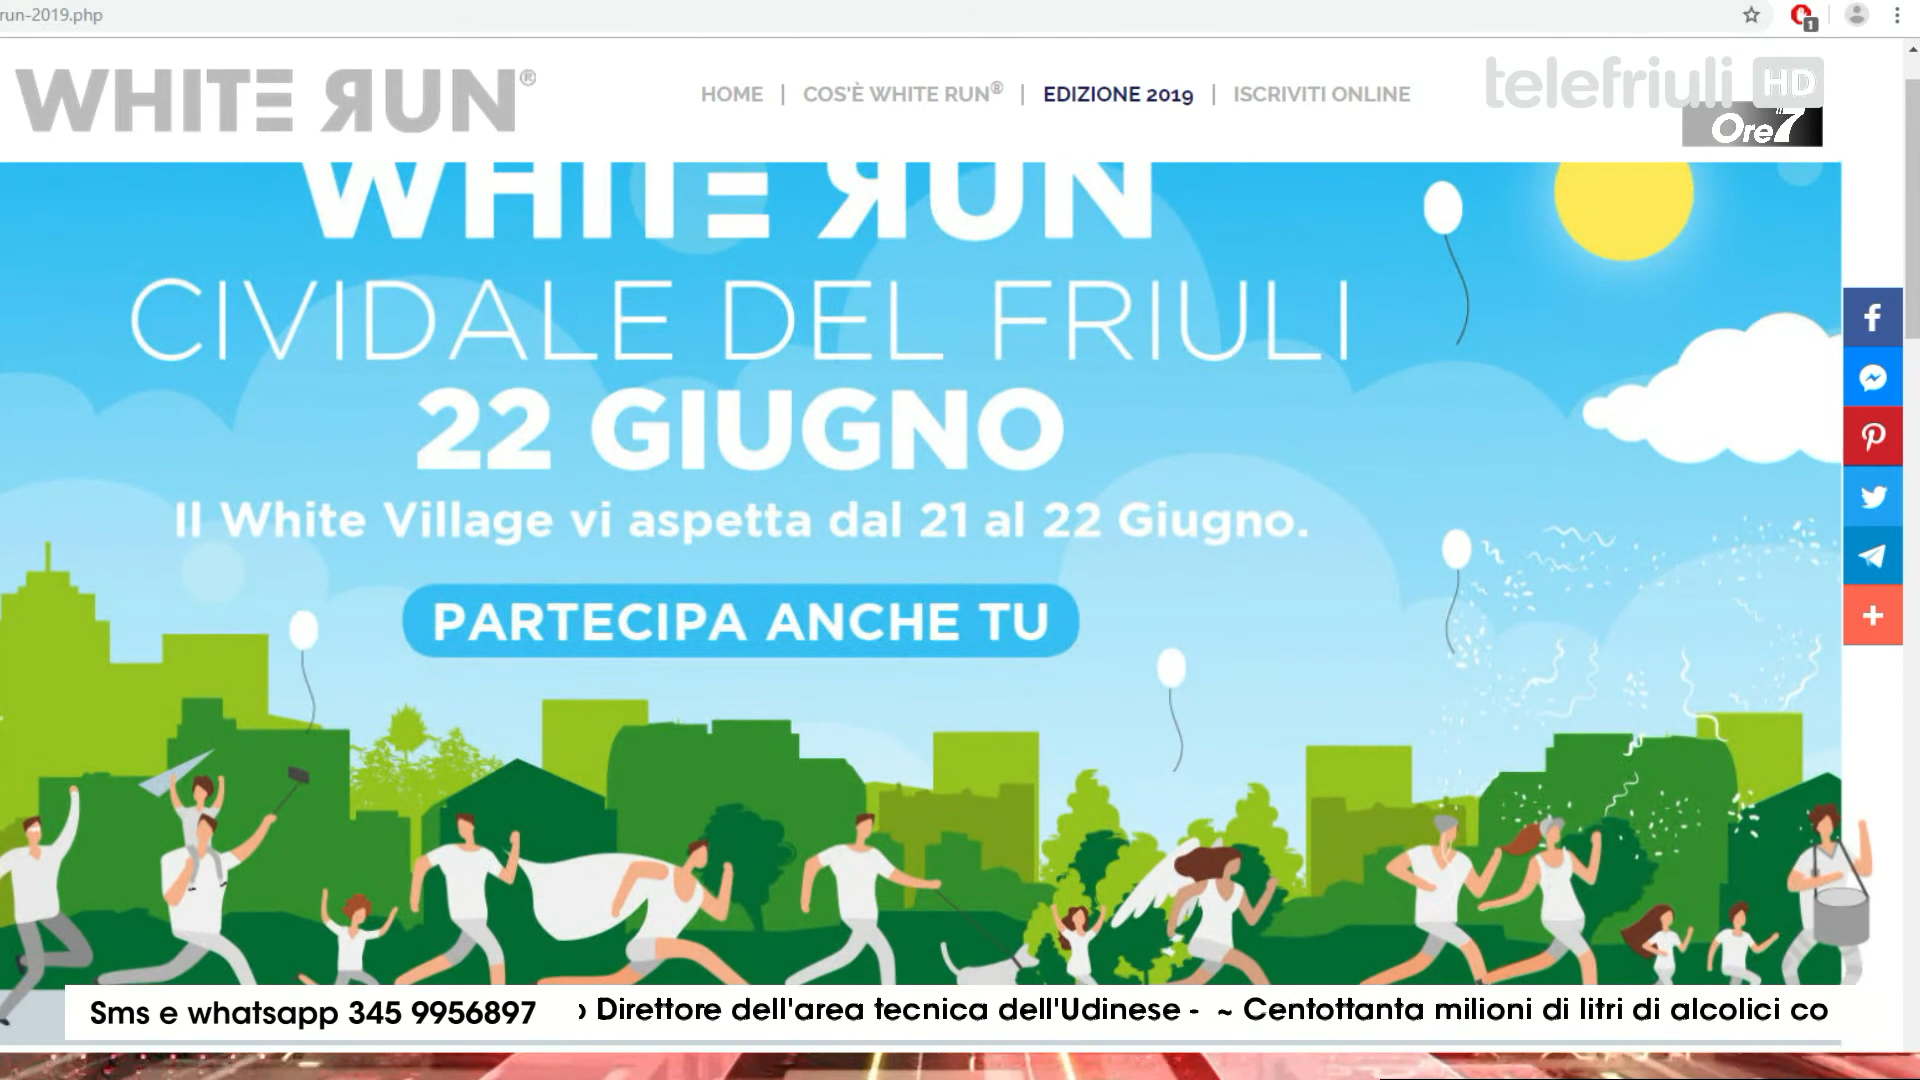 run-2019.php
1
WHITE RUN®
HOME | COS'È WHITE RUN® | EDIZIONE 2019 | ISCRIVITI ONLINE
telefriuli HD
Ore7
WHITE RUN
CIVIDALE DEL FRIULI
22 GIUGNO
Il White Village vi aspetta dal 21 al 22 Giugno.
PARTECIPA ANCHE TU
Sms e whatsapp 345 9956897
Direttore dell'area tecnica dell'Udinese - ~ Centottanta milioni di litri di alcolici co